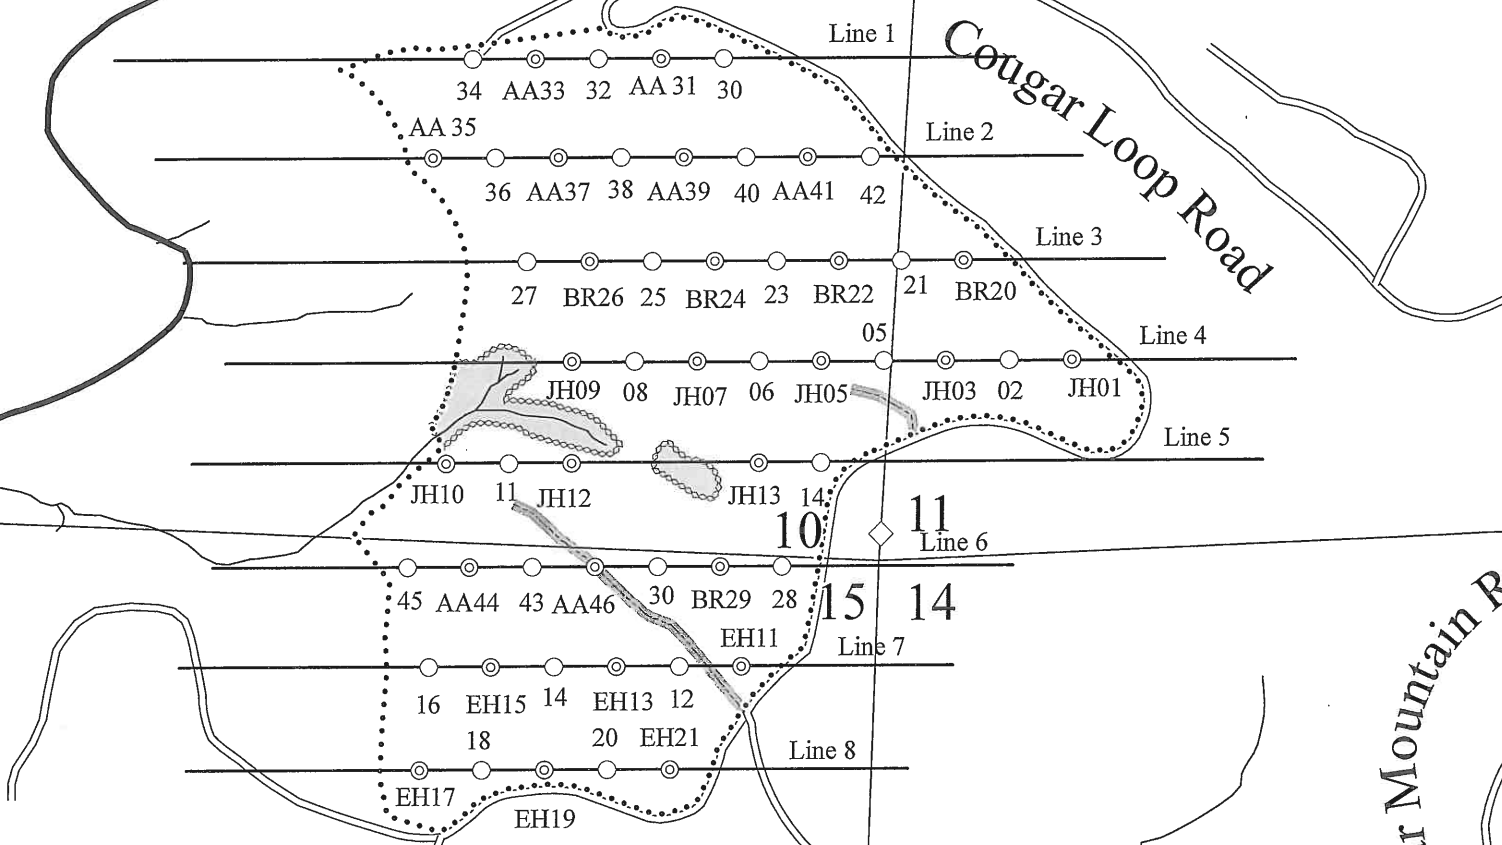 Line 1
34 AA33 32 AA 31 30
Cougar Loop Road
AA 35
Line 2
36 AA37 38 AA39 40 AA41 42
Line 3
27 BR26 25 BR24 23 BR22 21 BR20
05
Line 4
JH09 08 JH07 06 JH05 JH03 02 JH01
Line 5
JH10 11 JH12 JH13 14
10 11
Line 6
45 AA44 43 AA46 30 BR29 28
15 14
EH11
Line 7
16 EH15 14 EH13 12
18 20 EH21
Line 8
EH17
EH19
Mountain